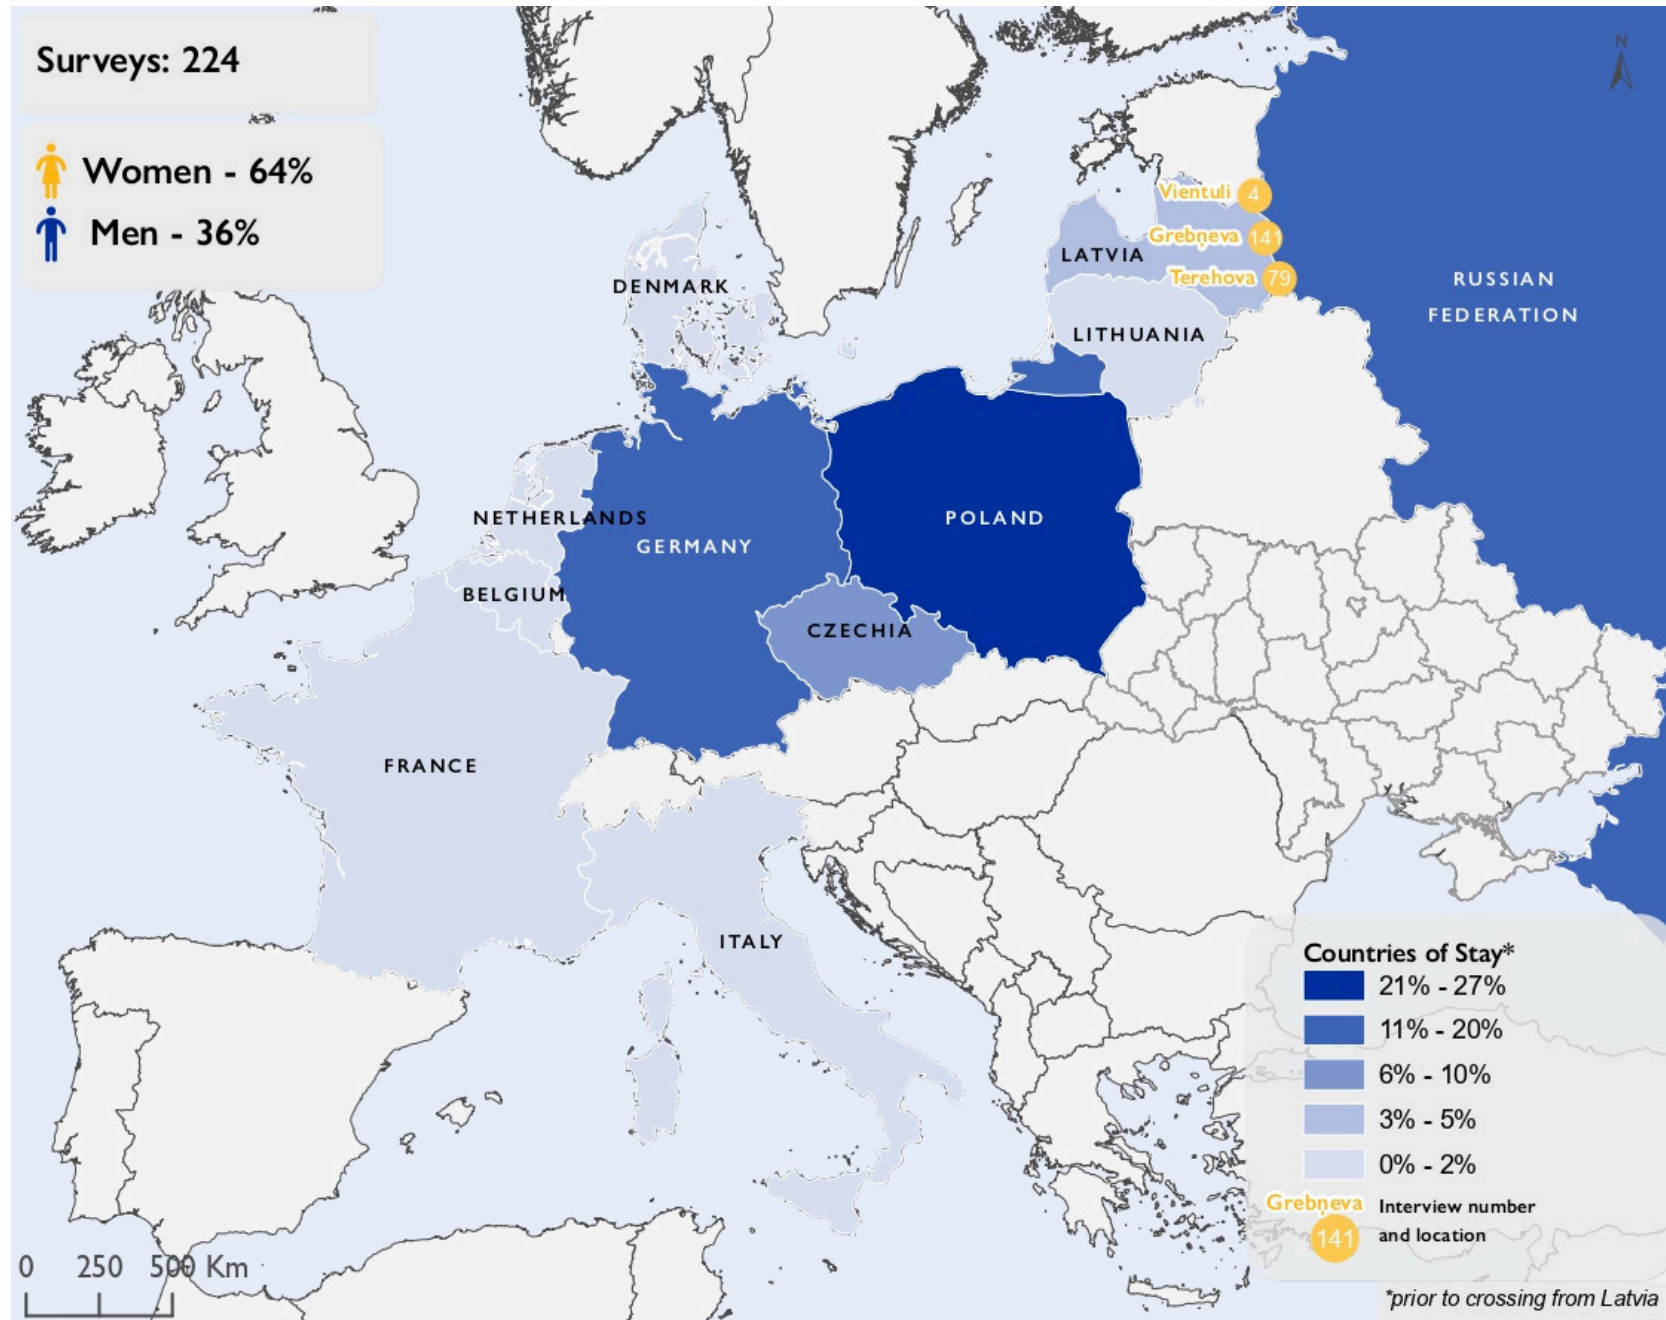 Surveys: 224
Women - 64%
Men - 36%
N
Vientuli 4
Grebņeva 141
Terehova 79
LATVIA
LITHUANIA
DENMARK
RUSSIAN
FEDERATION
NETHERLANDS
GERMANY
POLAND
BELGIUM
CZECHIA
FRANCE
ITALY
Countries of Stay*
21% - 27%
11% - 20%
6% - 10%
3% - 5%
0% - 2%
Grebņeva
141
Interview number
and location
0 250 500 Km
*prior to crossing from Latvia